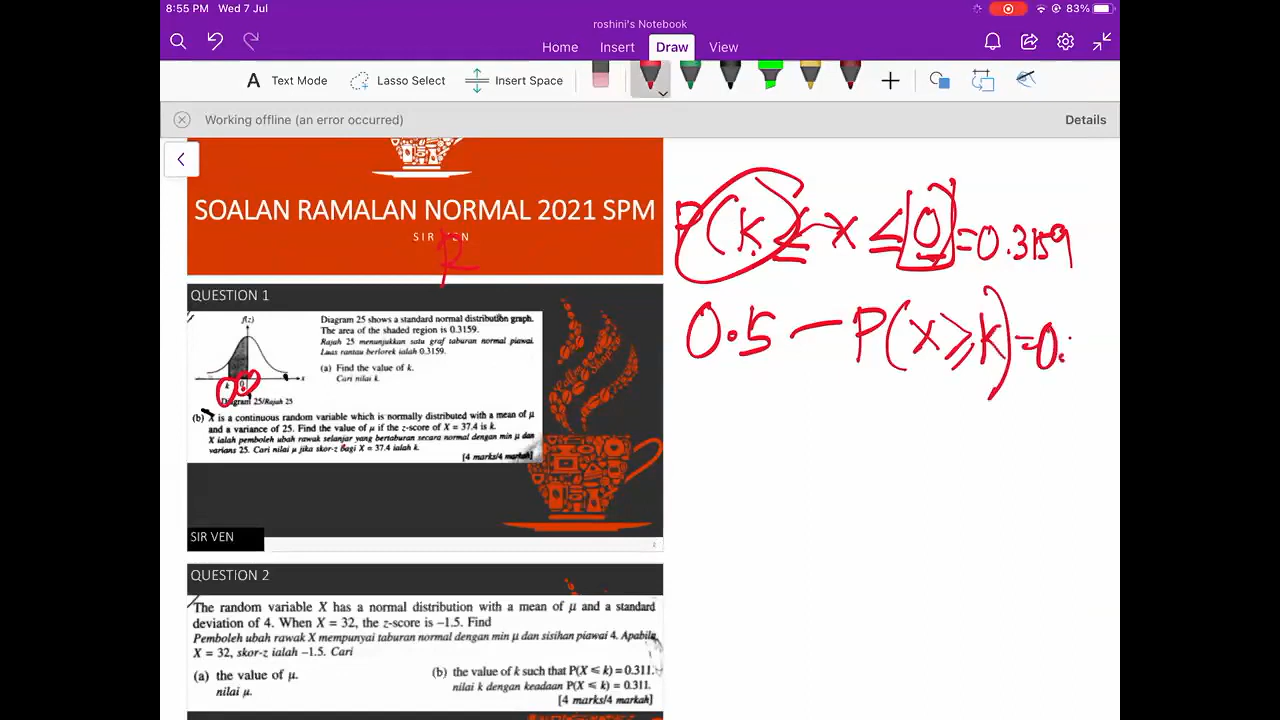 8:55 PM Wed 7 Jul
83%
roshini's Notebook
Home Insert Draw View
Text Mode Lasso Select Insert Space
Working offline (an error occurred) Details
SOALAN RAMALAN NORMAL 2021 SPM
SIR VEN
QUESTION 1
f(z)
k 0 x
Diagram 25/Rajah 25
Diagram 25 shows a standard normal distribution graph.
The area of the shaded region is 0.3159.
Rajah 25 menunjukkan satu graf taburan normal piawai.
Luas rantau berlorek ialah 0.3159.
(a) Find the value of k.
Cari nilai k.
(b) X is a continuous random variable which is normally distributed with a mean of μ
and a variance of 25. Find the value of μ if the z-score of X = 37.4 is k.
X ialah pemboleh ubah rawak selanjar yang bertaburan secara normal dengan min μ dan
varians 25. Cari nilai μ jika skor-z bagi X = 37.4 ialah k.
[4 marks/4 markah]
SIR VEN
QUESTION 2
The random variable X has a normal distribution with a mean of μ and a standard
deviation of 4. When X = 32, the z-score is −1.5. Find
Pemboleh ubah rawak X mempunyai taburan normal dengan min μ dan sisihan piawai 4. Apabila
X = 32, skor-z ialah −1.5. Cari
(a) the value of μ.
nilai μ.
(b) the value of k such that P(X ⩽ k) = 0.311.
nilai k dengan keadaan P(X ⩽ k) = 0.311.
[4 marks/4 markah]
P(k ≤ X ≤ 0) = 0.3159
0.5 − P(X ⩾ k) = 0.